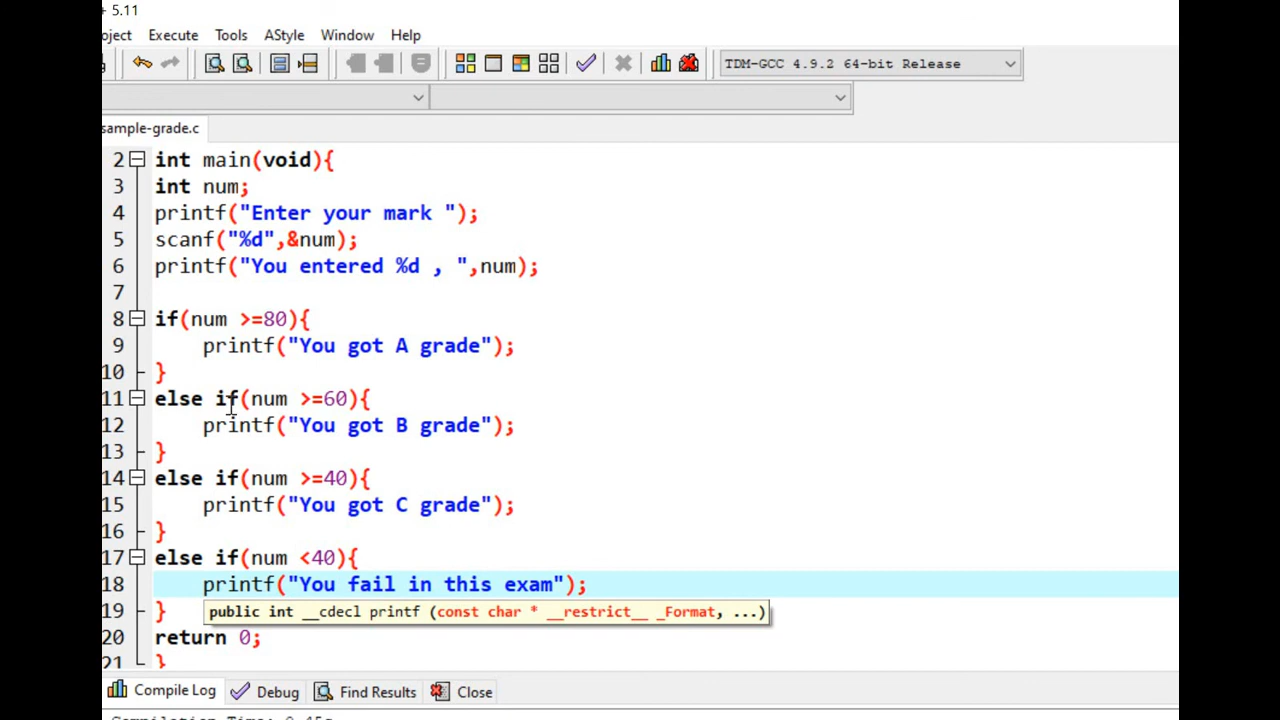 + 5.11
oject Execute Tools AStyle Window Help
TDM-GCC 4.9.2 64-bit Release
sample-grade.c
2 int main(void){
3 int num;
4 printf("Enter your mark ");
5 scanf("%d",&num);
6 printf("You entered %d , ",num);
7
8 if(num >=80){
9 printf("You got A grade");
10 }
11 else if(num >=60){
12 printf("You got B grade");
13 }
14 else if(num >=40){
15 printf("You got C grade");
16 }
17 else if(num <40){
18 printf("You fail in this exam");
19 } public int __cdecl printf (const char * __restrict__ _Format, ...)
20 return 0;
21 }
Compile Log Debug Find Results Close